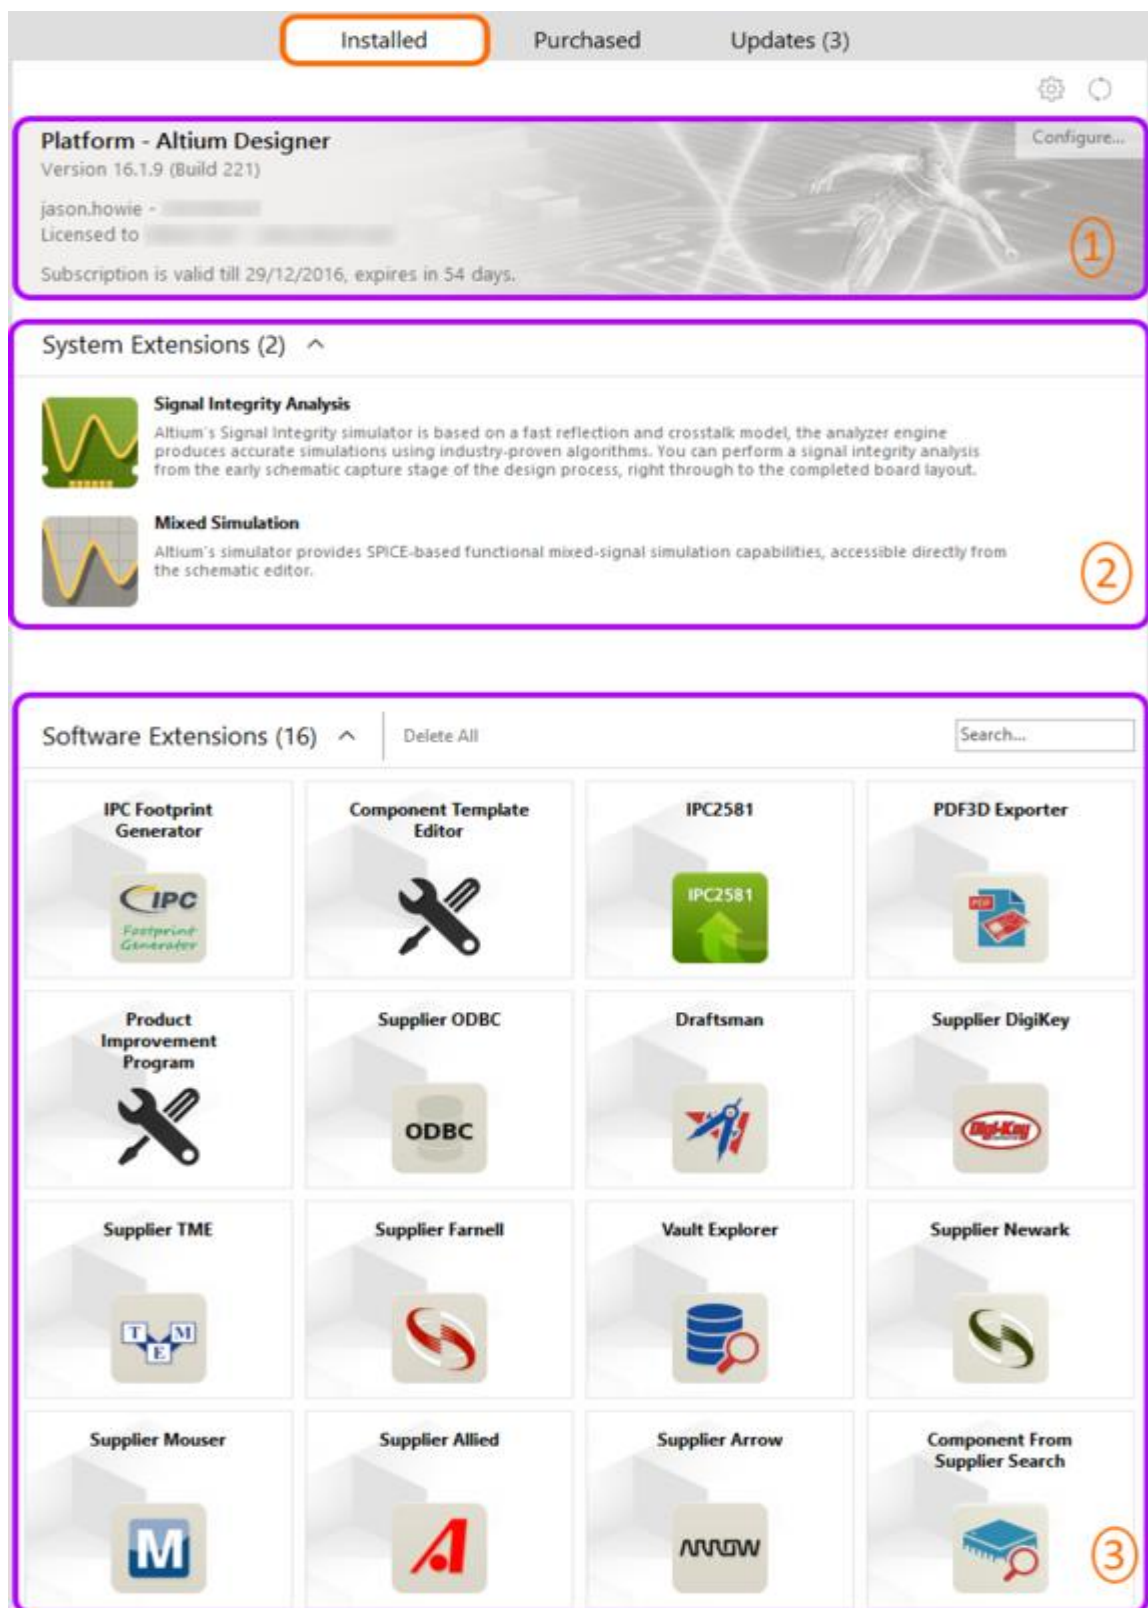 Installed Purchased Updates (3)
Platform - Altium Designer
Configure...
Version 16.1.9 (Build 221)
jason.howie -
Licensed to
1
Subscription is valid till 29/12/2016, expires in 54 days.
System Extensions (2)
Signal Integrity Analysis
Altium's Signal Integrity simulator is based on a fast reflection and crosstalk model, the analyzer engine
produces accurate simulations using industry-proven algorithms. You can perform a signal integrity analysis
from the early schematic capture stage of the design process, right through to the completed board layout.
Mixed Simulation
Altium's simulator provides SPICE-based functional mixed-signal simulation capabilities, accessible directly from
the schematic editor.
2
Software Extensions (16) Delete All Search...
IPC Footprint
Generator
IPC
Footprint
Generator
Component Template
Editor
IPC2581
IPC2581
PDF3D Exporter
PDF
Product
Improvement
Program
Supplier ODBC
ODBC
Draftsman
Supplier DigiKey
Digi-Key
Supplier TME
T M
E
Supplier Farnell
Vault Explorer
Supplier Newark
Supplier Mouser
M
Supplier Allied
A
Supplier Arrow
ARROW
Component From
Supplier Search
3